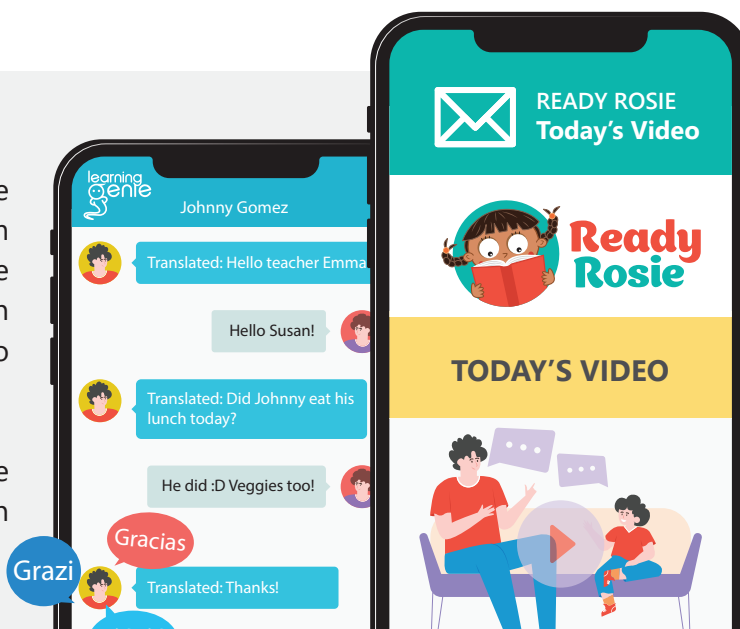 READY ROSIE
Today's Video
learning
Genie
Johnny Gomez
Ready
Rosie
Translated: Hello teacher Emma
Hello Susan!
TODAY'S VIDEO
Translated: Did Johnny eat his
lunch today?
He did :D Veggies too!
Gracias
Grazi
Translated: Thanks!